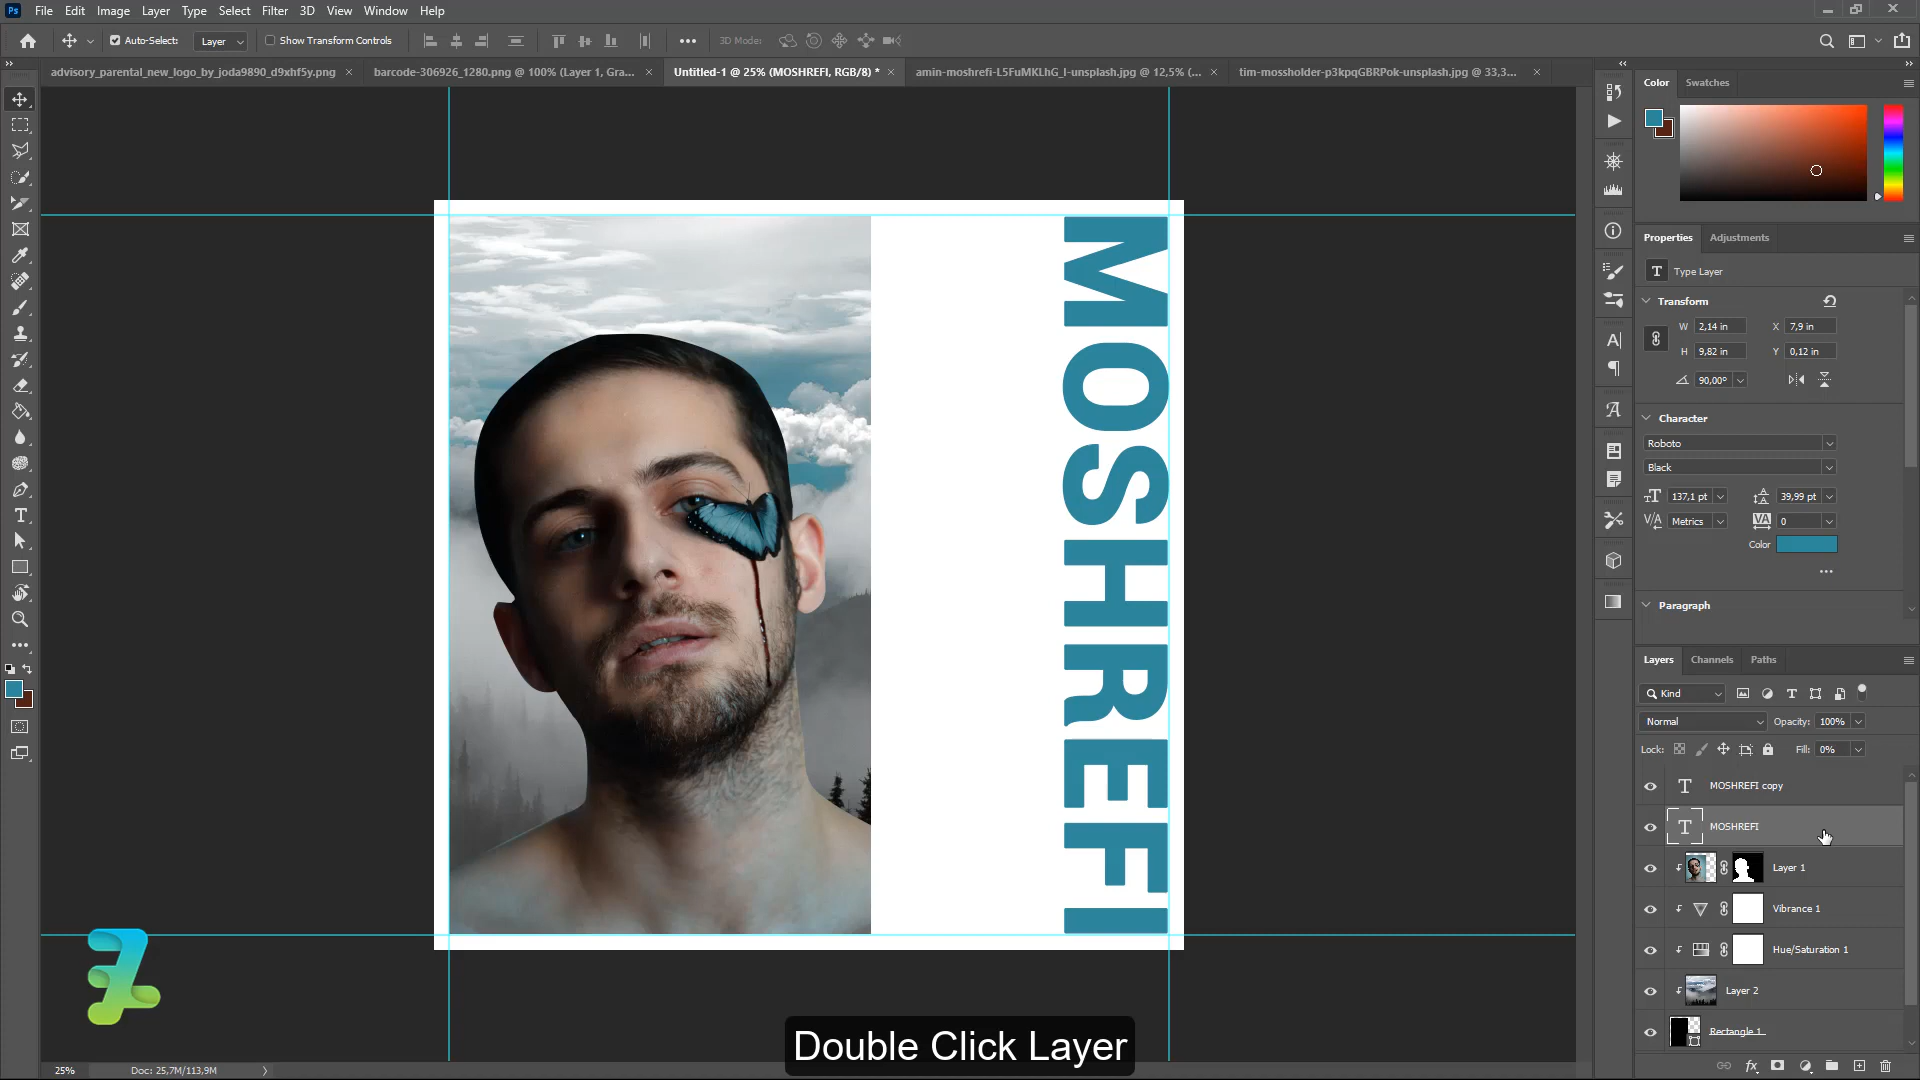 Ps File Edit Image Layer Type Select Filter 3D View Window Help
Auto-Select: Layer Show Transform Controls 3D Mode:
advisory_parental_new_logo_by_joda9890_d9xhf5y.png
barcode-306926_1280.png @ 100% (Layer 1, Gra...
Untitled-1 @ 25% (MOSHREFI, RGB/8) *
amin-moshrefi-L5FuMKLhG_I-unsplash.jpg @ 12,5% (...
tim-mossholder-p3kpqGBRPok-unsplash.jpg @ 33,3...
MOSHREFI
Color Swatches
Properties Adjustments
T Type Layer
Transform
W 2,14 in X 7,9 in
H 9,82 in Y 0,12 in
90,00°
Character
Roboto
Black
137,1 pt 39,99 pt
Metrics VA 0
Color
Paragraph
Layers Channels Paths
Kind
Normal Opacity: 100%
Lock: Fill: 0%
T MOSHREFI copy
T MOSHREFI
Layer 1
Vibrance 1
Hue/Saturation 1
Layer 2
Rectangle 1
fx
Double Click Layer
25% Doc: 25,7M/113,9M